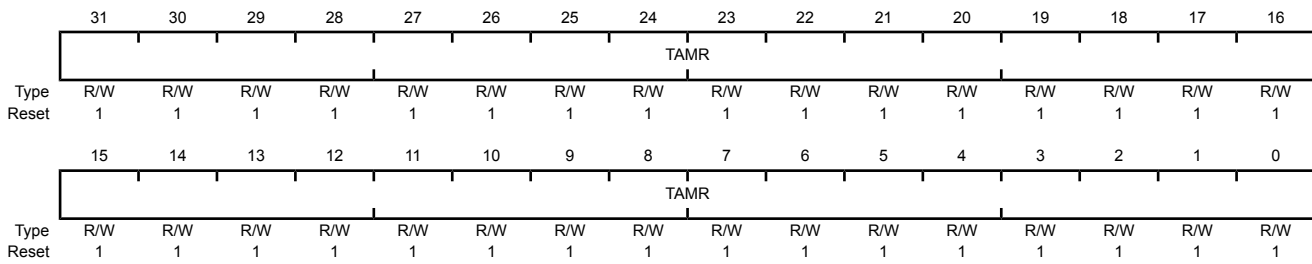 31 30 29 28 27 26 25 24 23 22 21 20 19 18 17 16
TAMR
Type R/W R/W R/W R/W R/W R/W R/W R/W R/W R/W R/W R/W R/W R/W R/W R/W
Reset 1 1 1 1 1 1 1 1 1 1 1 1 1 1 1 1
15 14 13 12 11 10 9 8 7 6 5 4 3 2 1 0
TAMR
Type R/W R/W R/W R/W R/W R/W R/W R/W R/W R/W R/W R/W R/W R/W R/W R/W
Reset 1 1 1 1 1 1 1 1 1 1 1 1 1 1 1 1